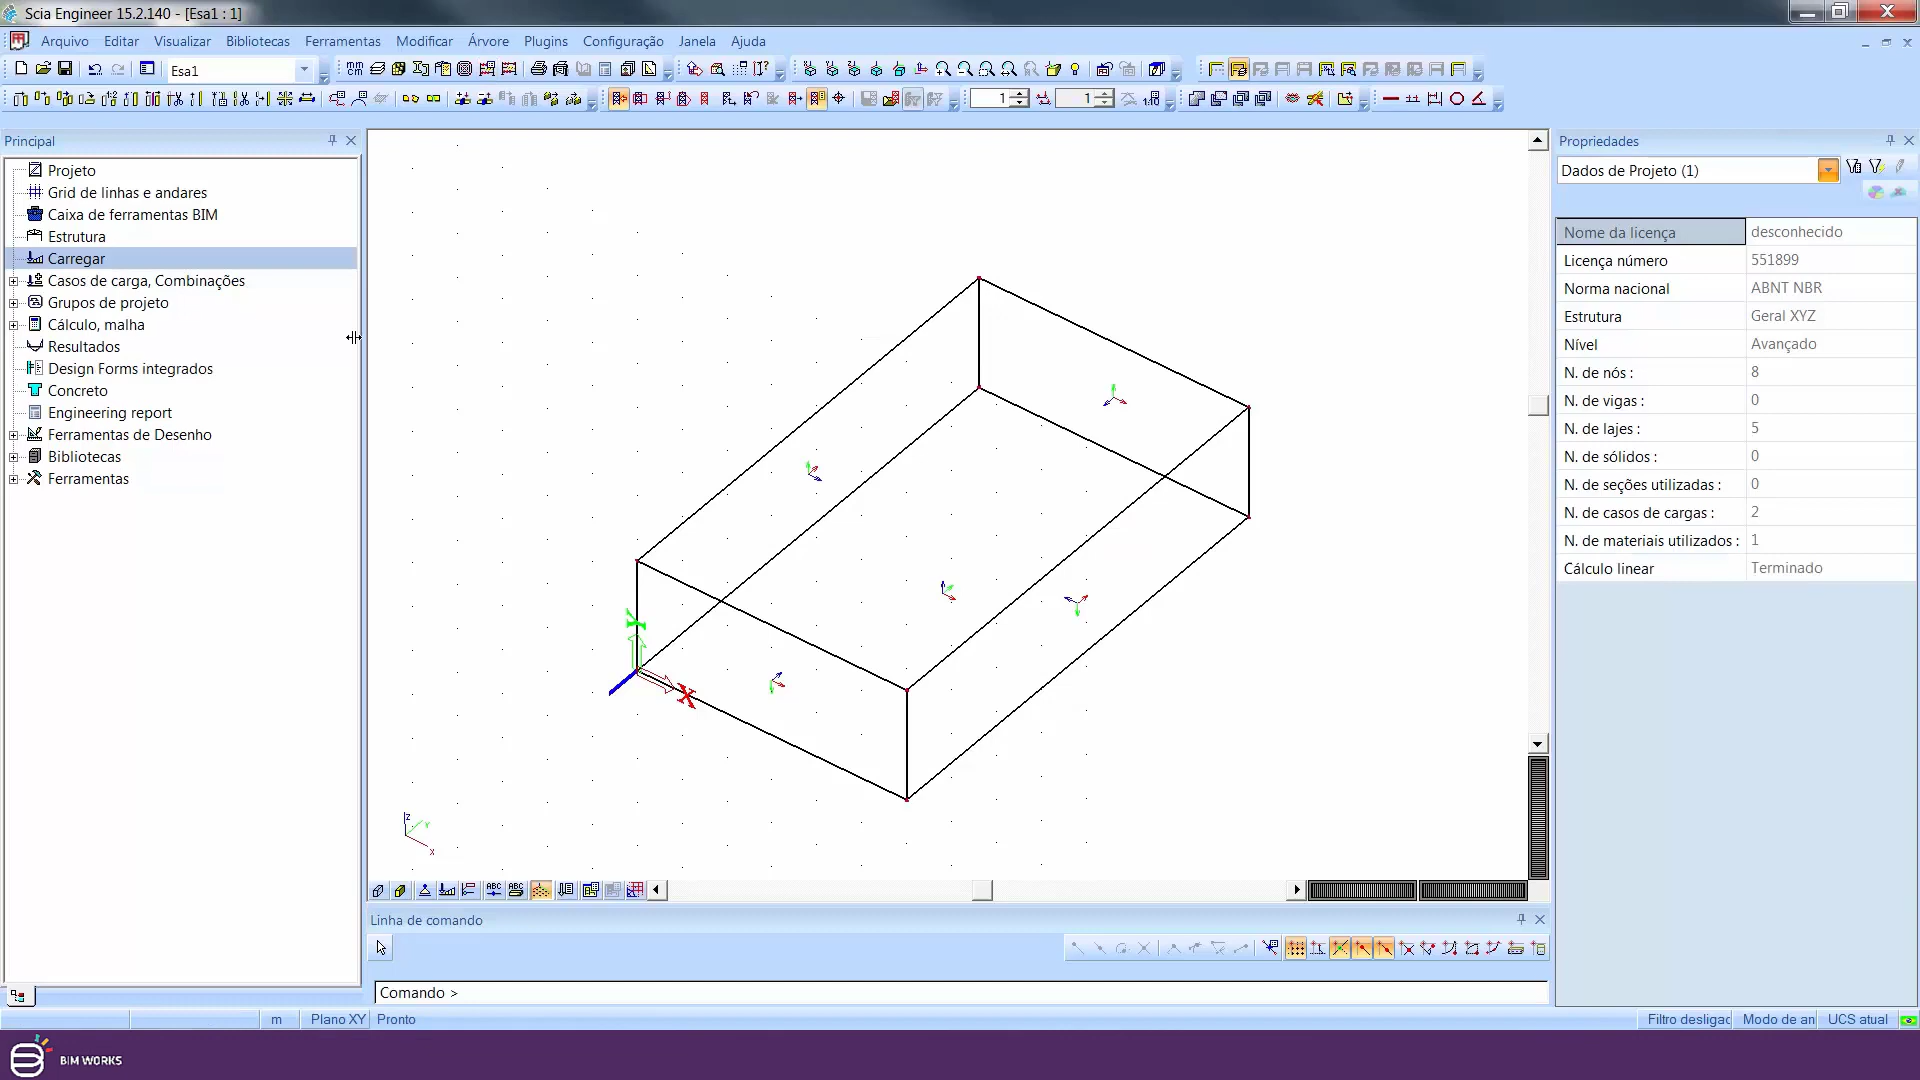 Scia Engineer 15.2.140 - [Esa1 : 1]
Arquivo Editar Visualizar Bibliotecas Ferramentas Modificar Árvore Plugins Configuração Janela Ajuda
Esa1
1 1
Principal
Projeto
Grid de linhas e andares
Caixa de ferramentas BIM
Estrutura
Carregar
Casos de carga, Combinações
Grupos de projeto
Cálculo, malha
Resultados
Design Forms integrados
Concreto
Engineering report
Ferramentas de Desenho
Bibliotecas
Ferramentas
Y
X
Z
Y
X
Propriedades
Dados de Projeto (1)
Nome da licença desconhecido
Licença número 551899
Norma nacional ABNT NBR
Estrutura Geral XYZ
Nível Avançado
N. de nós : 8
N. de vigas : 0
N. de lajes : 5
N. de sólidos : 0
N. de seções utilizadas : 0
N. de casos de cargas : 2
N. de materiais utilizados : 1
Cálculo linear Terminado
ABC ABC
Linha de comando
Comando >
m Plano XY Pronto Filtro desligac Modo de an UCS atual
BIM WORKS